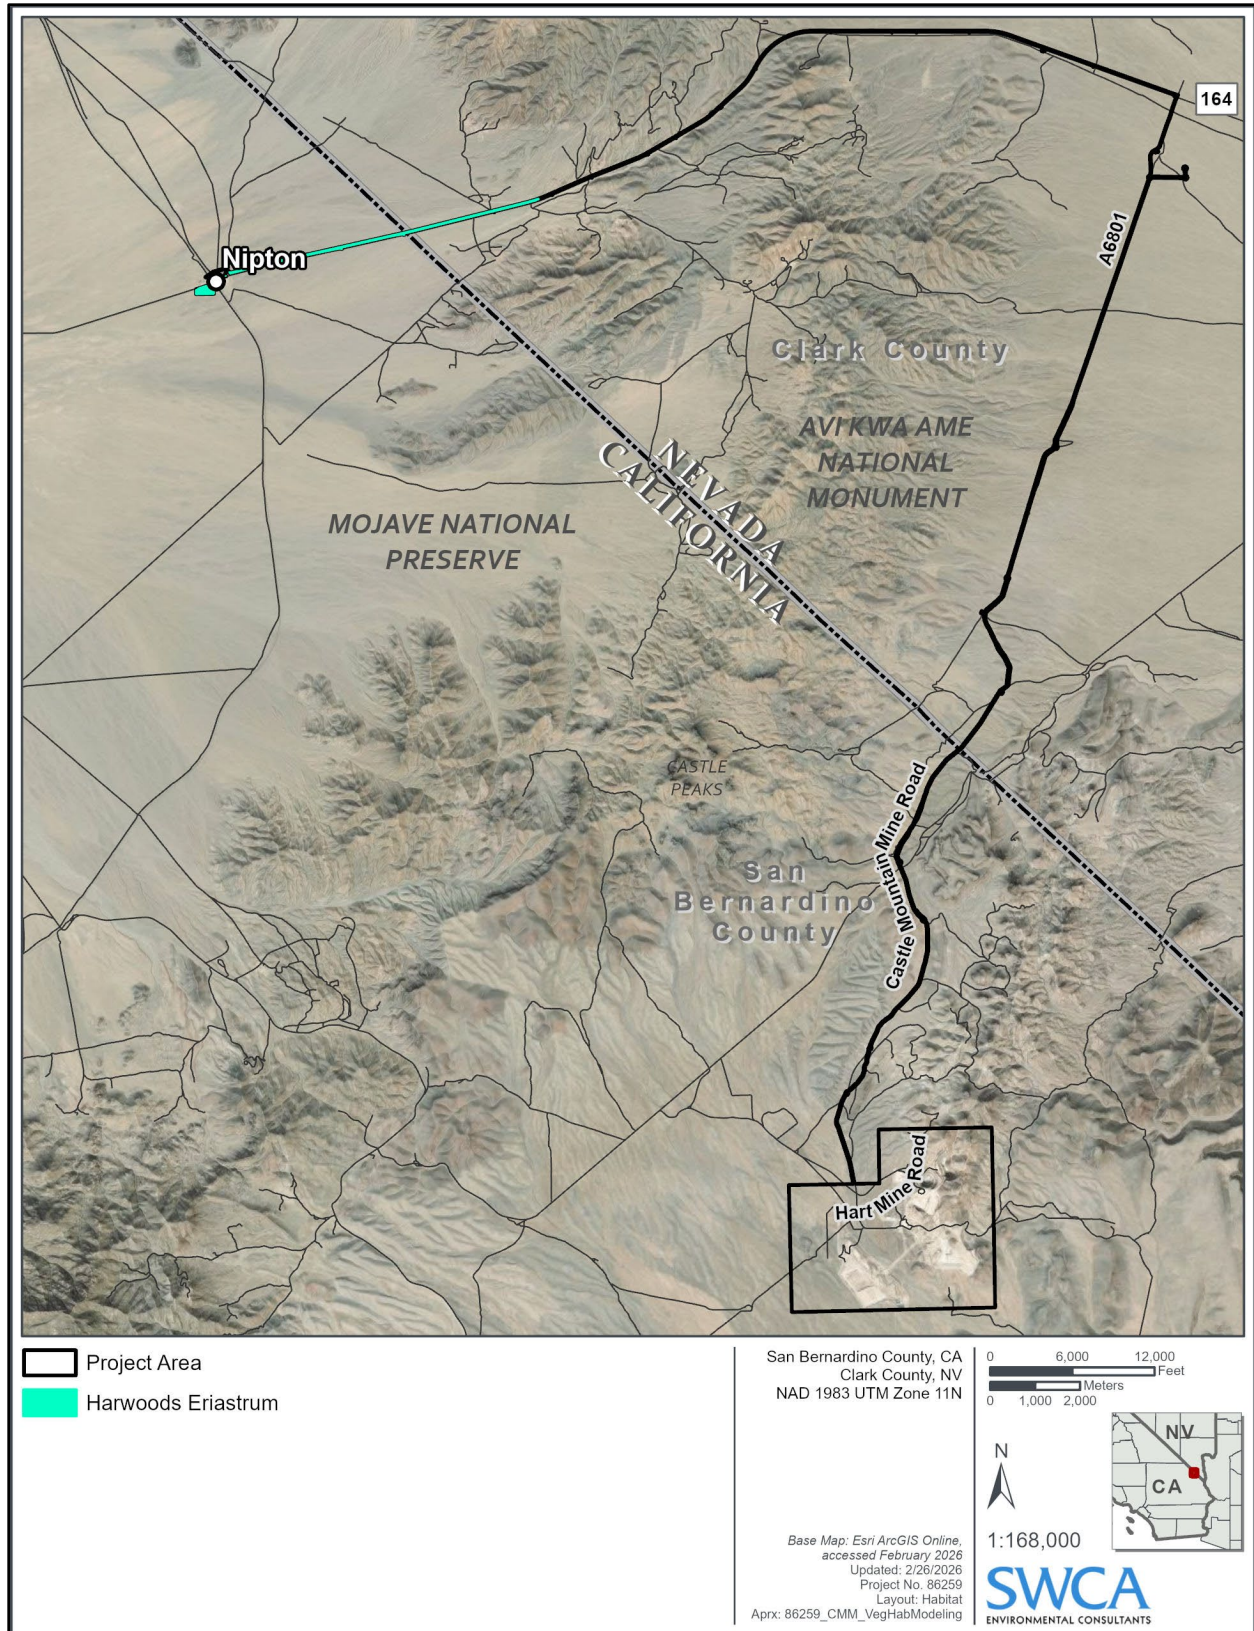 164
Nipton
A6801
Clark County
AVI KWA AME
NATIONAL
MONUMENT
NEVADA
CALIFORNIA
MOJAVE NATIONAL
PRESERVE
CASTLE
PEAKS
Castle Mountain Mine Road
San
Bernardino
County
Hart Mine Road
Project Area
Harwoods Eriastrum
San Bernardino County, CA
Clark County, NV
NAD 1983 UTM Zone 11N
0 6,000 12,000
Feet
Meters
0 1,000 2,000
N
1:168,000
NV
CA
Base Map: Esri ArcGIS Online,
accessed February 2026
Updated: 2/26/2026
Project No. 86259
Layout: Habitat
Aprx: 86259_CMM_VegHabModeling
SWCA
ENVIRONMENTAL CONSULTANTS